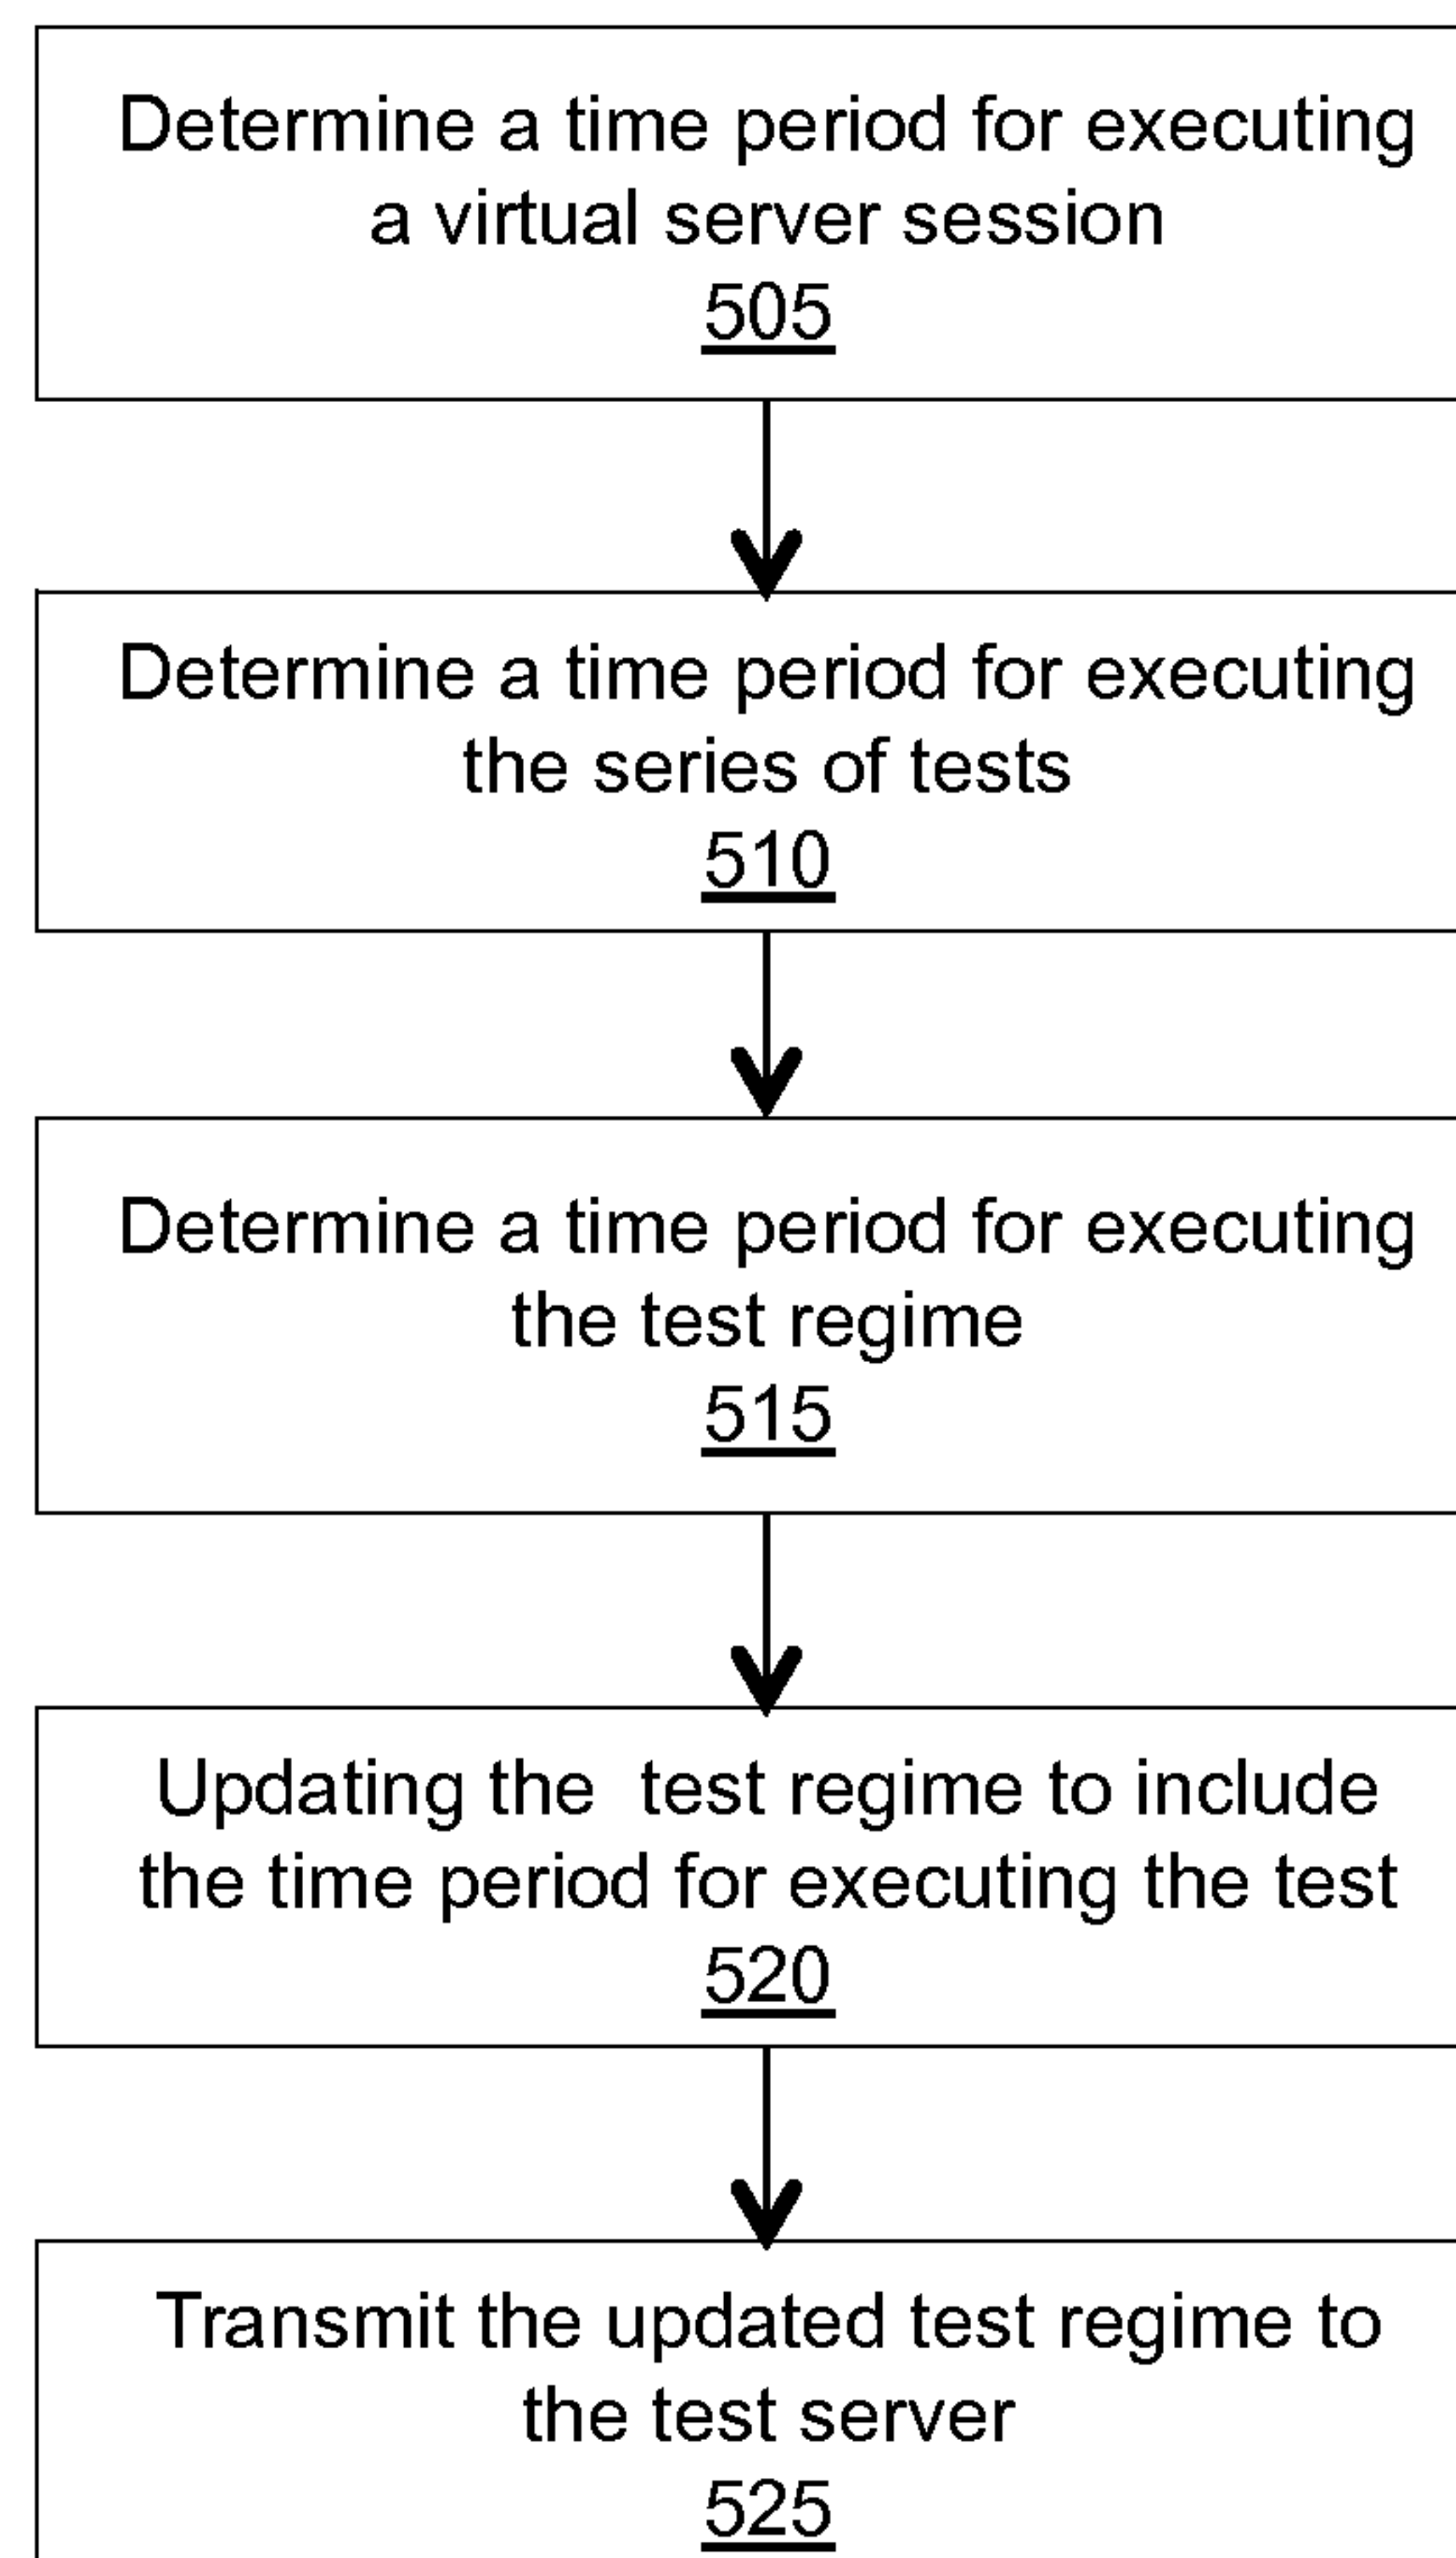 Determine a time period for executing
a virtual server session
505
Determine a time period for executing
the series of tests
510
Determine a time period for executing
the test regime
515
Updating the  test regime to include
the time period for executing the test
520
Transmit the updated test regime to
the test server
525